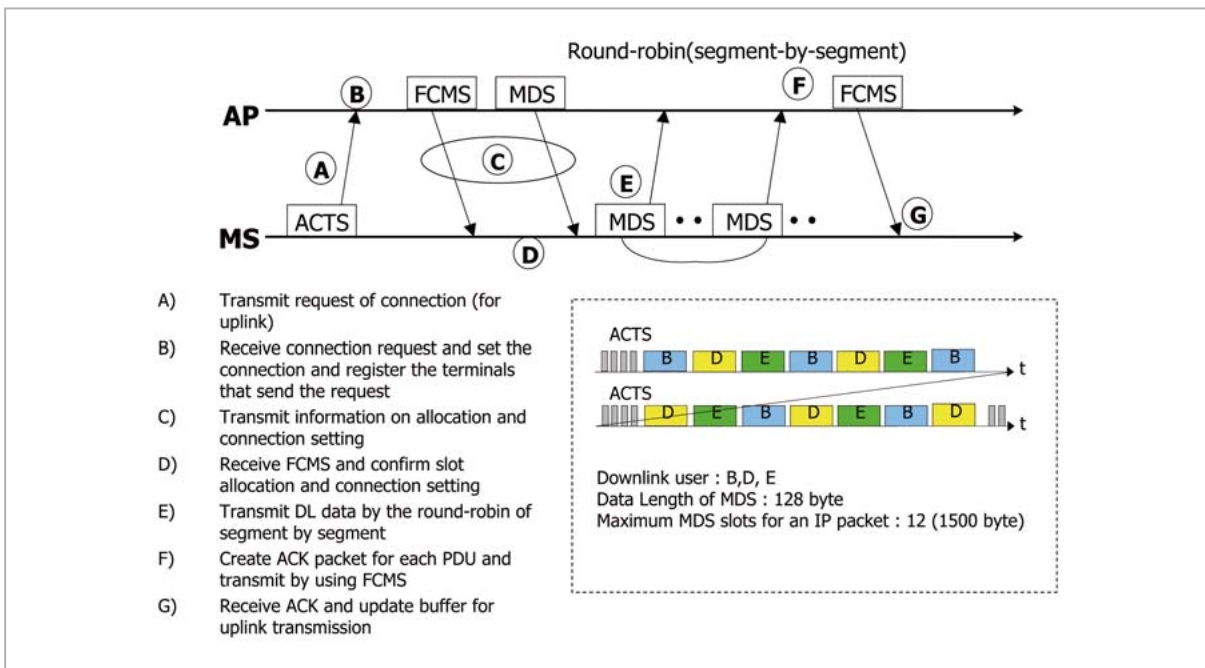 Round-robin(segment-by-segment)
B
FCMS
MDS
F
FCMS
AP
A
C
E
ACTS
MDS
MDS
G
MS
D
A) Transmit request of connection (for
uplink)
B) Receive connection request and set the
connection and register the terminals
that send the request
C) Transmit information on allocation and
connection setting
D) Receive FCMS and confirm slot
allocation and connection setting
E) Transmit DL data by the round-robin of
segment by segment
F) Create ACK packet for each PDU and
transmit by using FCMS
G) Receive ACK and update buffer for
uplink transmission
ACTS
B D E B D E B
t
ACTS
D E B D E B D
t
Downlink user : B,D, E
Data Length of MDS : 128 byte
Maximum MDS slots for an IP packet : 12 (1500 byte)